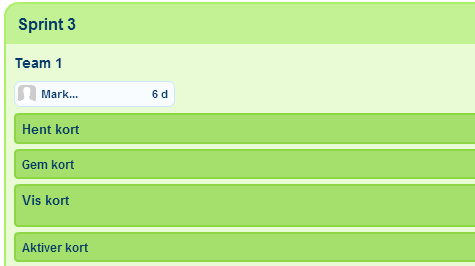 Sprint 3
Team 1
Mark... 6 d
Hent kort
Gem kort
Vis kort
Aktiver kort